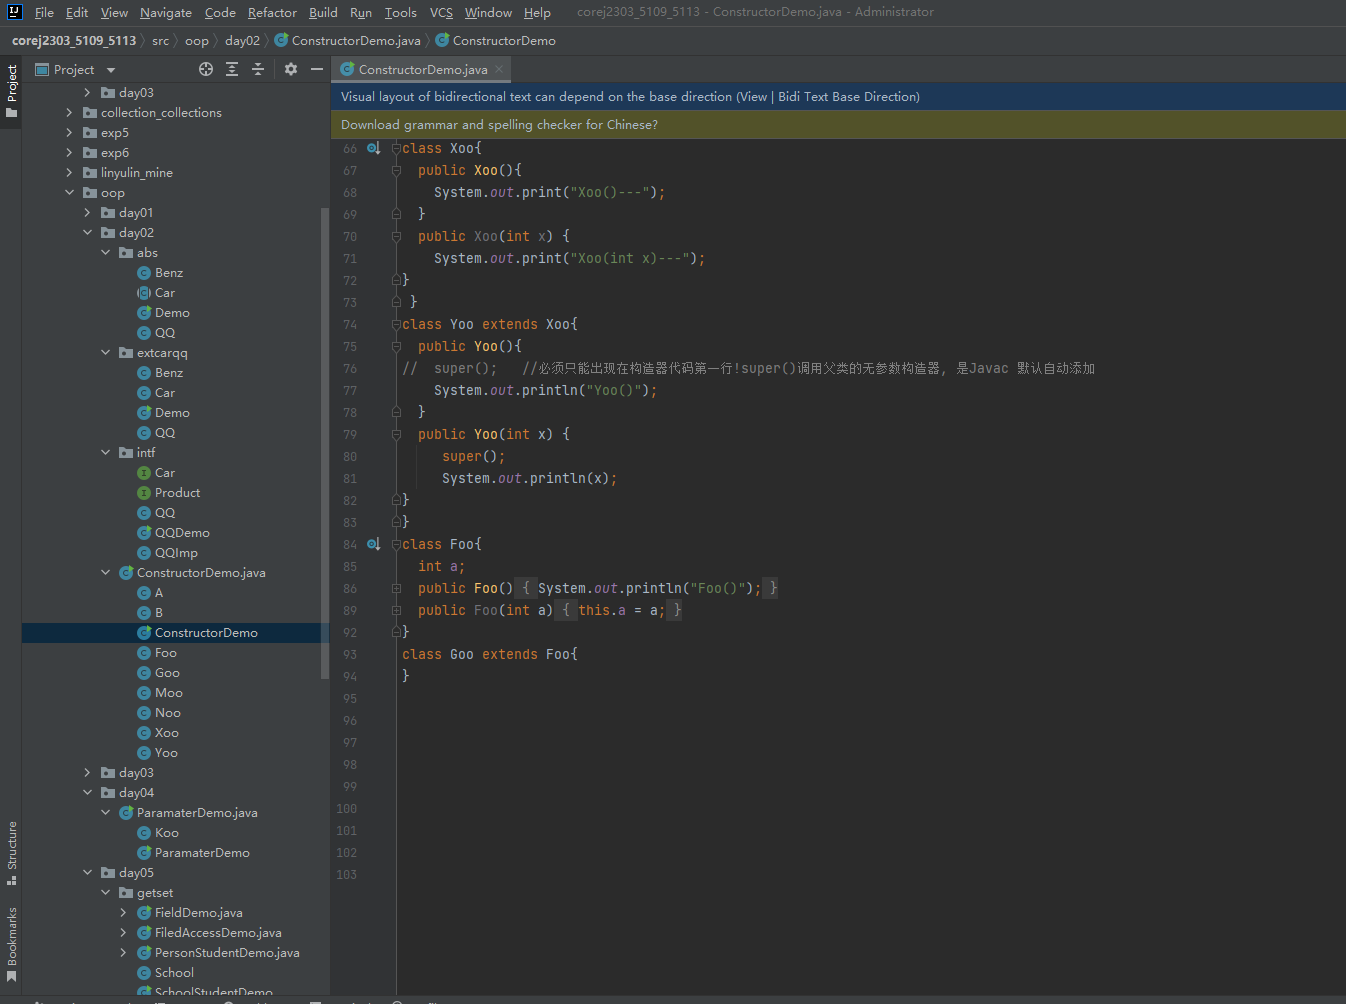 File Edit View Navigate Code Refactor Build Run Tools VCS Window Help corej2303_5109_5113 - ConstructorDemo.java - Administrator
corej2303_5109_5113 src oop day02 ConstructorDemo.java ConstructorDemo
Project
Project
ConstructorDemo.java
Visual layout of bidirectional text can depend on the base direction (View | Bidi Text Base Direction)
Download grammar and spelling checker for Chinese?
day03
collection_collections
exp5
exp6
linyulin_mine
oop
day01
day02
abs
Benz
Car
Demo
QQ
extcarqq
Benz
Car
Demo
QQ
intf
Car
Product
QQ
QQDemo
QQImp
ConstructorDemo.java
A
B
ConstructorDemo
Foo
Goo
Moo
Noo
Xoo
Yoo
day03
day04
ParamaterDemo.java
Koo
ParamaterDemo
day05
getset
FieldDemo.java
FiledAccessDemo.java
PersonStudentDemo.java
School
SchoolStudentDemo
Structure
Bookmarks
66 class Xoo{
67 public Xoo(){
68 System.out.print("Xoo()---");
69 }
70 public Xoo(int x) {
71 System.out.print("Xoo(int x)---");
72 }
73 }
74 class Yoo extends Xoo{
75 public Yoo(){
76 // super(); //必须只能出现在构造器代码第一行!super()调用父类的无参数构造器, 是Javac 默认自动添加
77 System.out.println("Yoo()");
78 }
79 public Yoo(int x) {
80 super();
81 System.out.println(x);
82 }
83 }
84 class Foo{
85 int a;
86 public Foo() { System.out.println("Foo()"); }
89 public Foo(int a) { this.a = a; }
92 }
93 class Goo extends Foo{
94 }
95
96
97
98
99
100
101
102
103